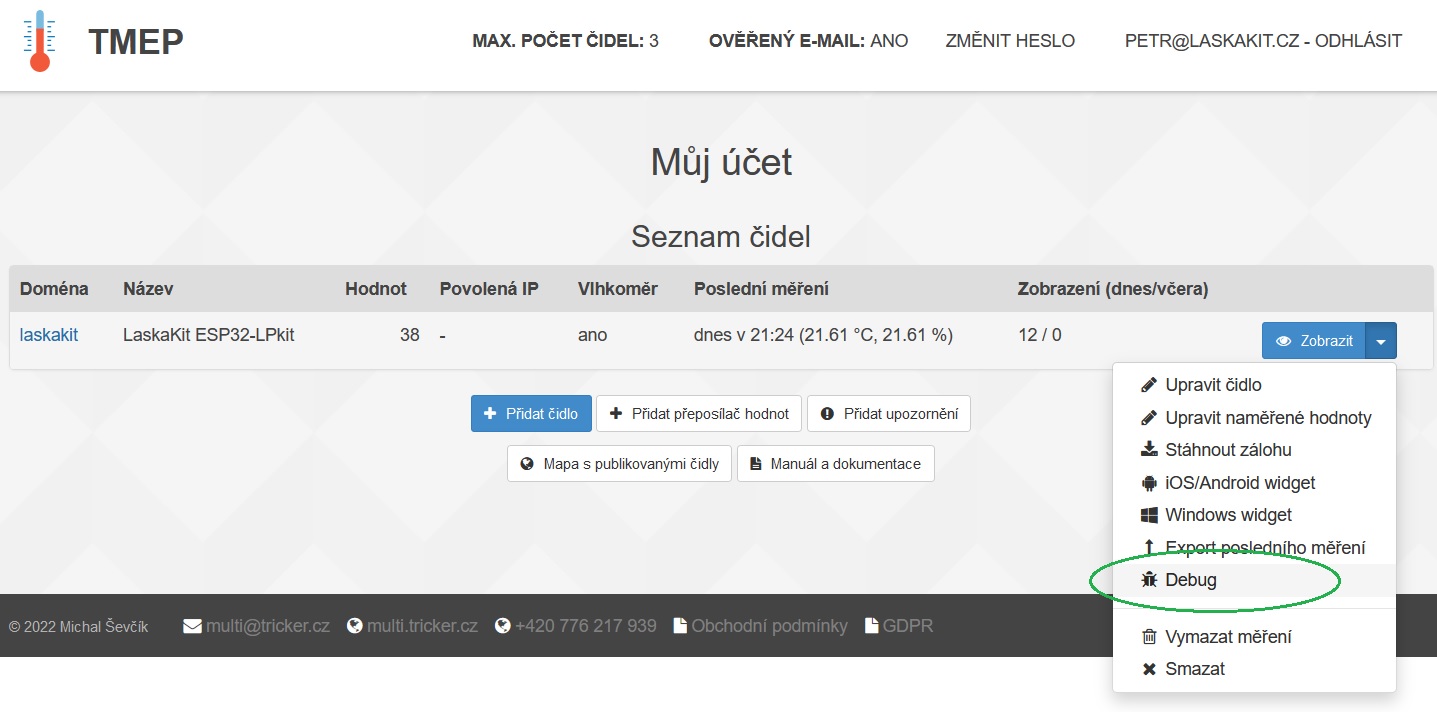 TMEP
MAX. POČET ČIDEL: 3 OVĚŘENÝ E-MAIL: ANO ZMĚNIT HESLO PETR@LASKAKIT.CZ - ODHLÁSIT
Můj účet
Seznam čidel
Doména Název Hodnot Povolená IP Vlhkoměr Poslední měření Zobrazení (dnes/včera)
laskakit LaskaKit ESP32-LPkit 38 - ano dnes v 21:24 (21.61 °C, 21.61 %) 12 / 0 Zobrazit
Přidat čidlo Přidat přeposílač hodnot Přidat upozornění
Mapa s publikovanými čidly Manuál a dokumentace
Upravit čidlo
Upravit naměřené hodnoty
Stáhnout zálohu
iOS/Android widget
Windows widget
Export posledního měření
Debug
Vymazat měření
Smazat
© 2022 Michal Ševčík multi@tricker.cz multi.tricker.cz +420 776 217 939 Obchodní podmínky GDPR